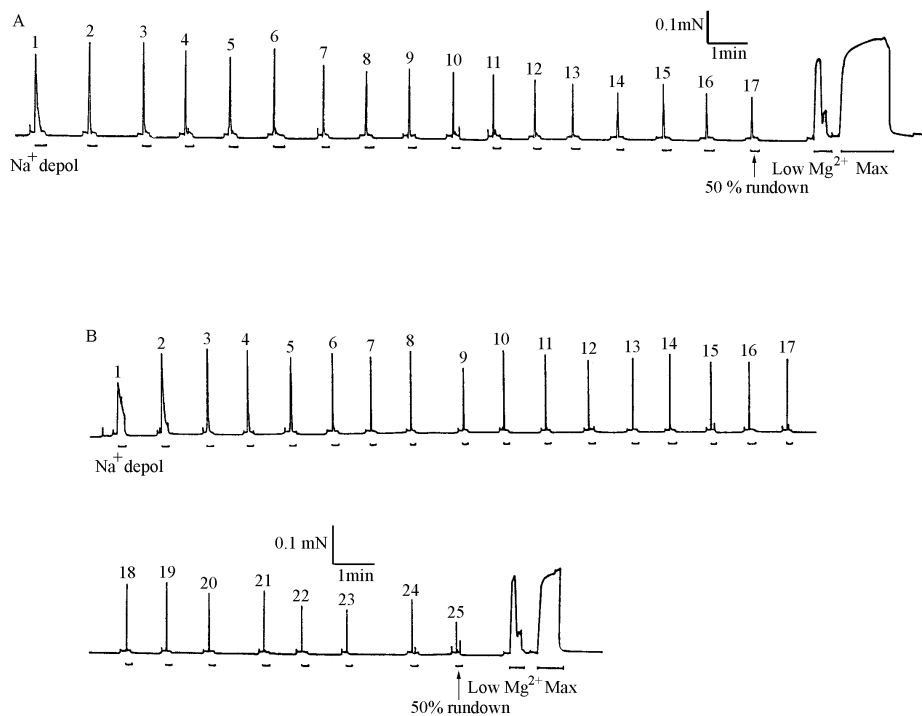 A
0.1mN
1min
1 2 3 4 5 6 7 8 9 10 11 12 13 14 15 16 17
Na+ depol
Low Mg2+ Max
50 % rundown
B
1 2 3 4 5 6 7 8 9 10 11 12 13 14 15 16 17
Na+ depol
0.1 mN
1min
18 19 20 21 22 23 24 25
Low Mg2+ Max
50% rundown